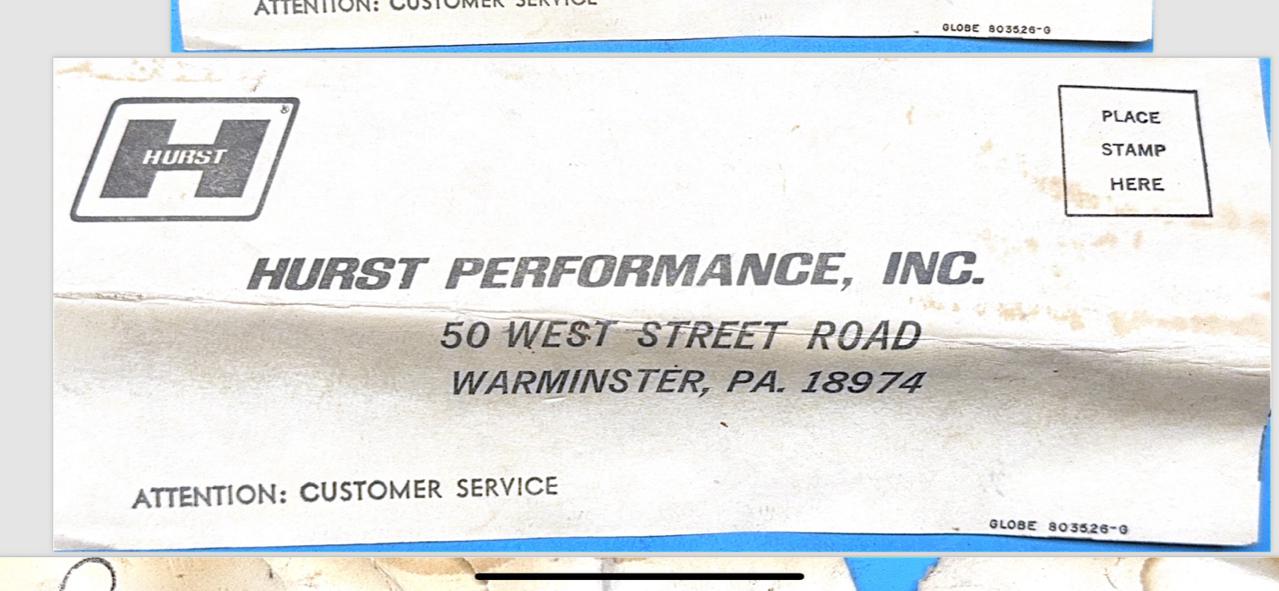 ATTENTION: CUSTOMER SERVICE
GLOBE 803526-G
HURST
®
PLACE
STAMP
HERE
HURST PERFORMANCE, INC.
50 WEST STREET ROAD
WARMINSTER, PA. 18974
ATTENTION: CUSTOMER SERVICE
GLOBE 803526-G